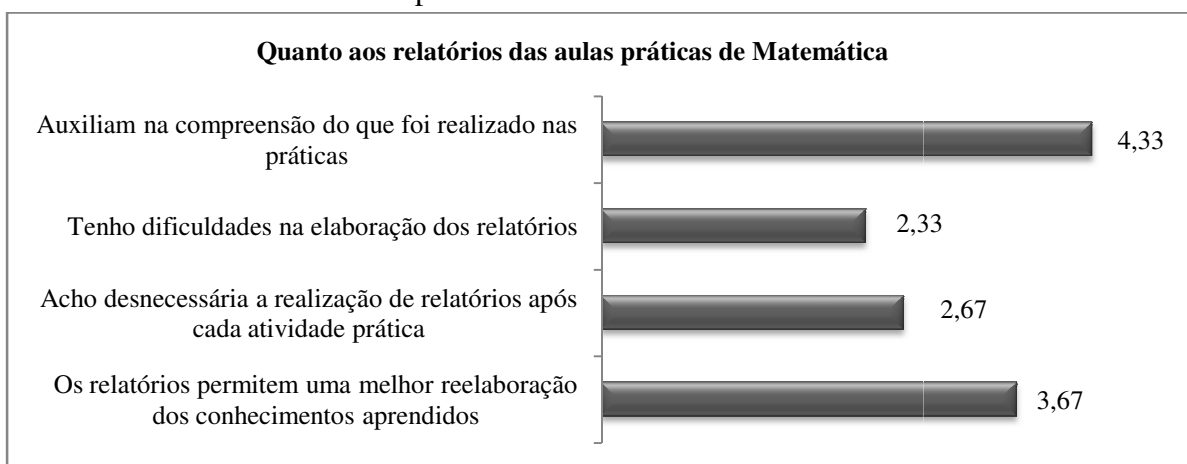 Quanto aos relatórios das aulas práticas de Matemática
Auxiliam na compreensão do que foi realizado nas
práticas
4,33
Tenho dificuldades na elaboração dos relatórios
2,33
Acho desnecessária a realização de relatórios após
cada atividade prática
2,67
Os relatórios permitem uma melhor reelaboração
dos conhecimentos aprendidos
3,67